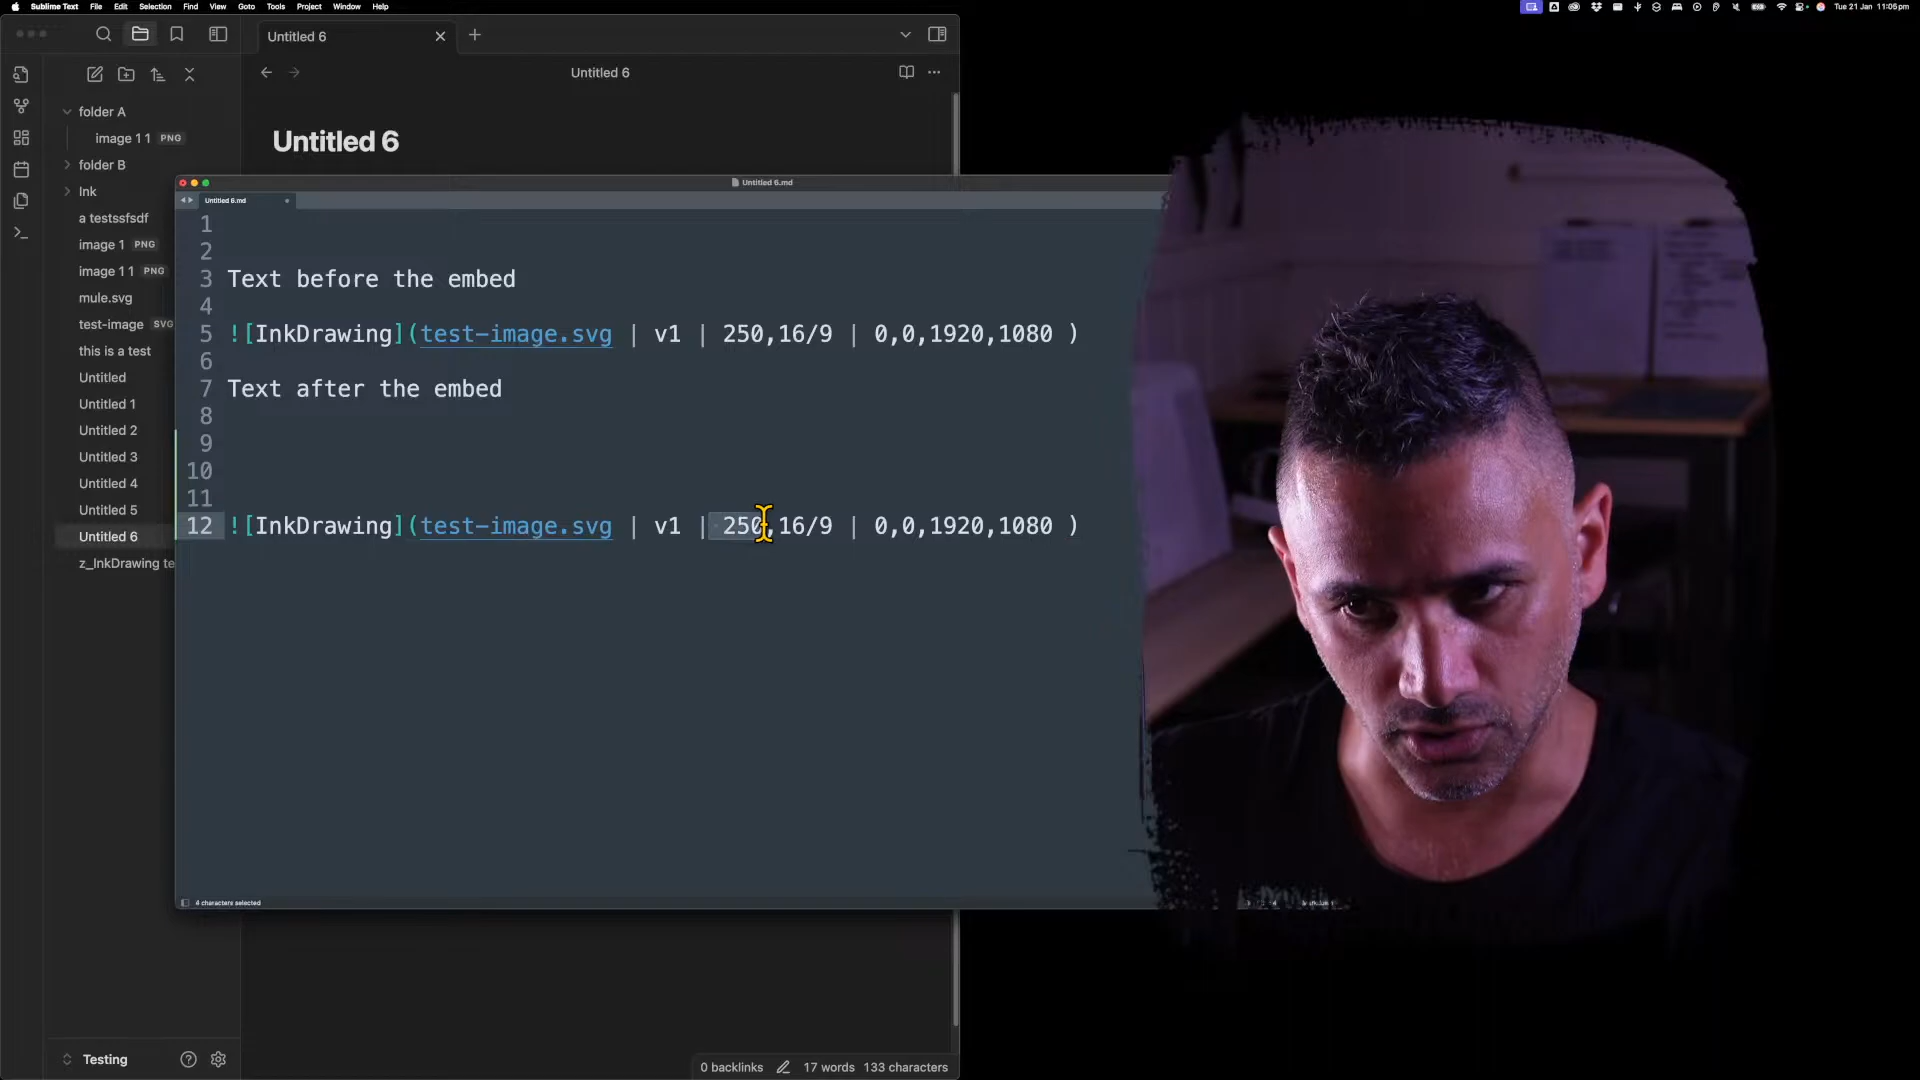 Sublime Text File Edit Selection Find View Goto Tools Project Window Help
Tue 21 Jan 11:05pm
Untitled 6
Untitled 6
folder A
image 1 1 PNG
folder B
Ink
a testssfsdf
image 1 PNG
image 1 1 PNG
mule.svg
test-image SVG
this is a test
Untitled
Untitled 1
Untitled 2
Untitled 3
Untitled 4
Untitled 5
Untitled 6
z_InkDrawing te
Testing
Untitled 6
Untitled 6.md
Untitled 6.md
1
2
3 Text before the embed
4
5 ![InkDrawing](test-image.svg | v1 | 250,16/9 | 0,0,1920,1080 )
6
7 Text after the embed
8
9
10
11
12 ![InkDrawing](test-image.svg | v1 | 250,16/9 | 0,0,1920,1080 )
4 characters selected
0 backlinks 17 words 133 characters